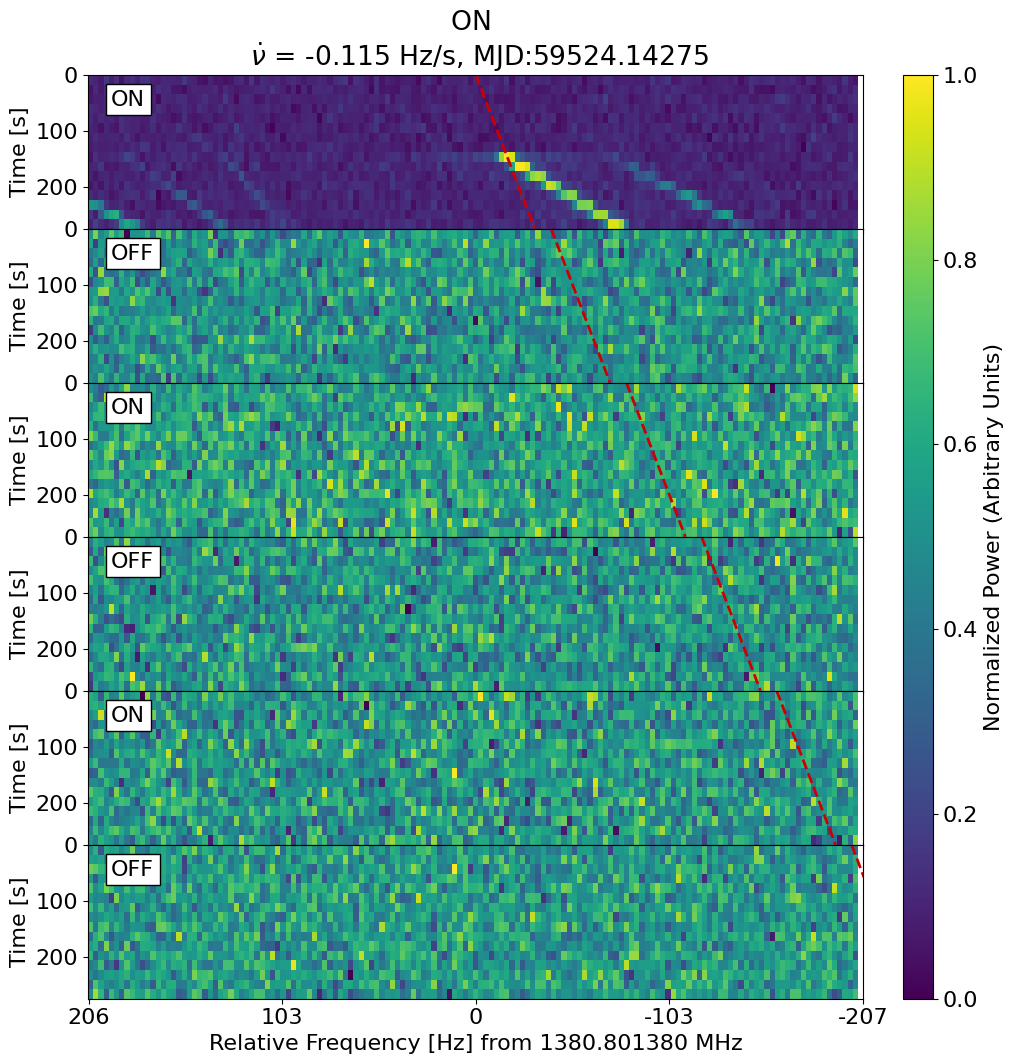 ON
ν̇ = -0.115 Hz/s, MJD:59524.14275
ON
0
100
200
Time [s]
OFF
0
100
200
Time [s]
ON
0
100
200
Time [s]
OFF
0
100
200
Time [s]
ON
0
100
200
Time [s]
OFF
0
100
200
Time [s]
206 103 0 -103 -207
Relative Frequency [Hz] from 1380.801380 MHz
1.0
0.8
0.6
0.4
0.2
0.0
Normalized Power (Arbitrary Units)